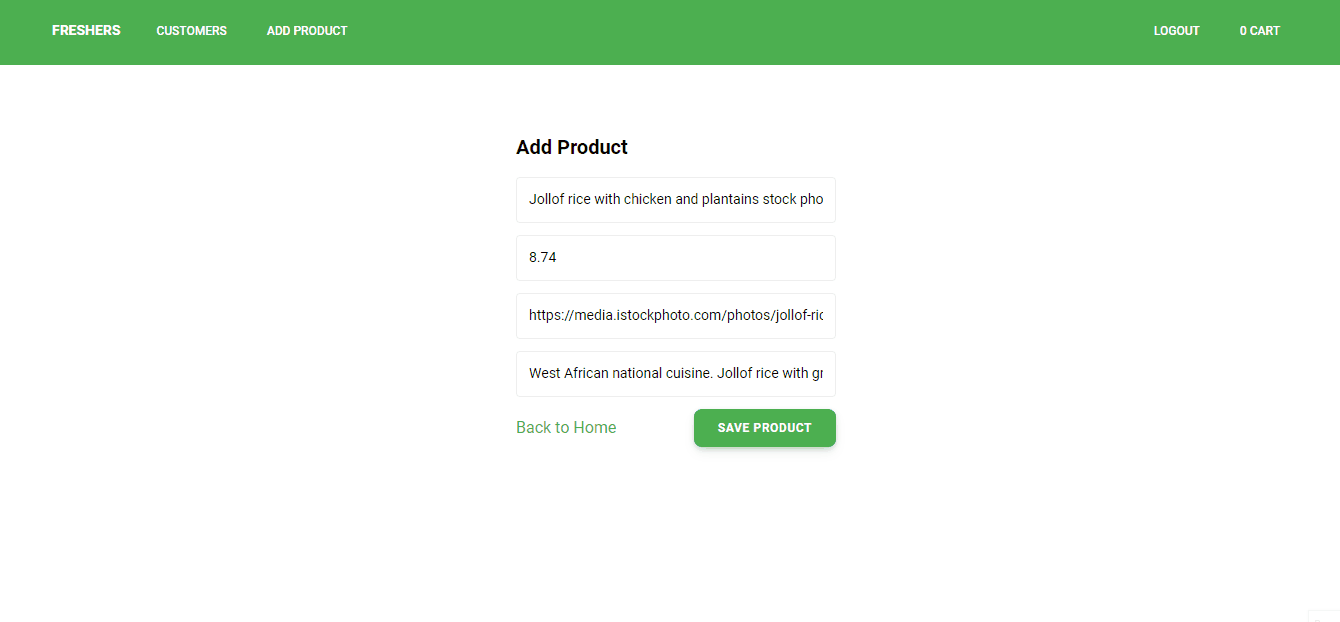 FRESHERS CUSTOMERS ADD PRODUCT LOGOUT 0 CART
Add Product
Jollof rice with chicken and plantains stock pho
8.74
https://media.istockphoto.com/photos/jollof-ric
West African national cuisine. Jollof rice with gr
Back to Home SAVE PRODUCT